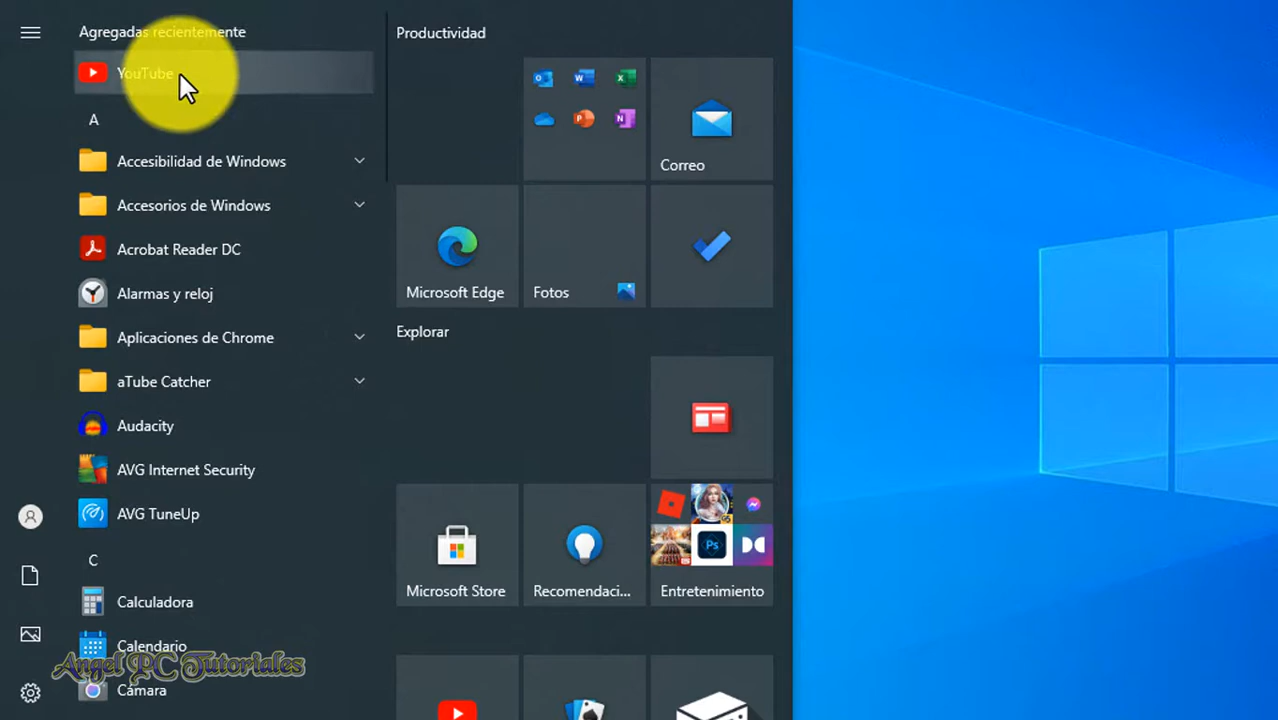 Agregadas recientemente
YouTube
A
Accesibilidad de Windows
Accesorios de Windows
Acrobat Reader DC
Alarmas y reloj
Aplicaciones de Chrome
aTube Catcher
Audacity
AVG Internet Security
AVG TuneUp
C
Calculadora
Calendario
Cámara
Angel PC Tutoriales
Productividad
Correo
Microsoft Edge
Fotos
Explorar
Microsoft Store
Recomendaci...
Entretenimiento
Ps